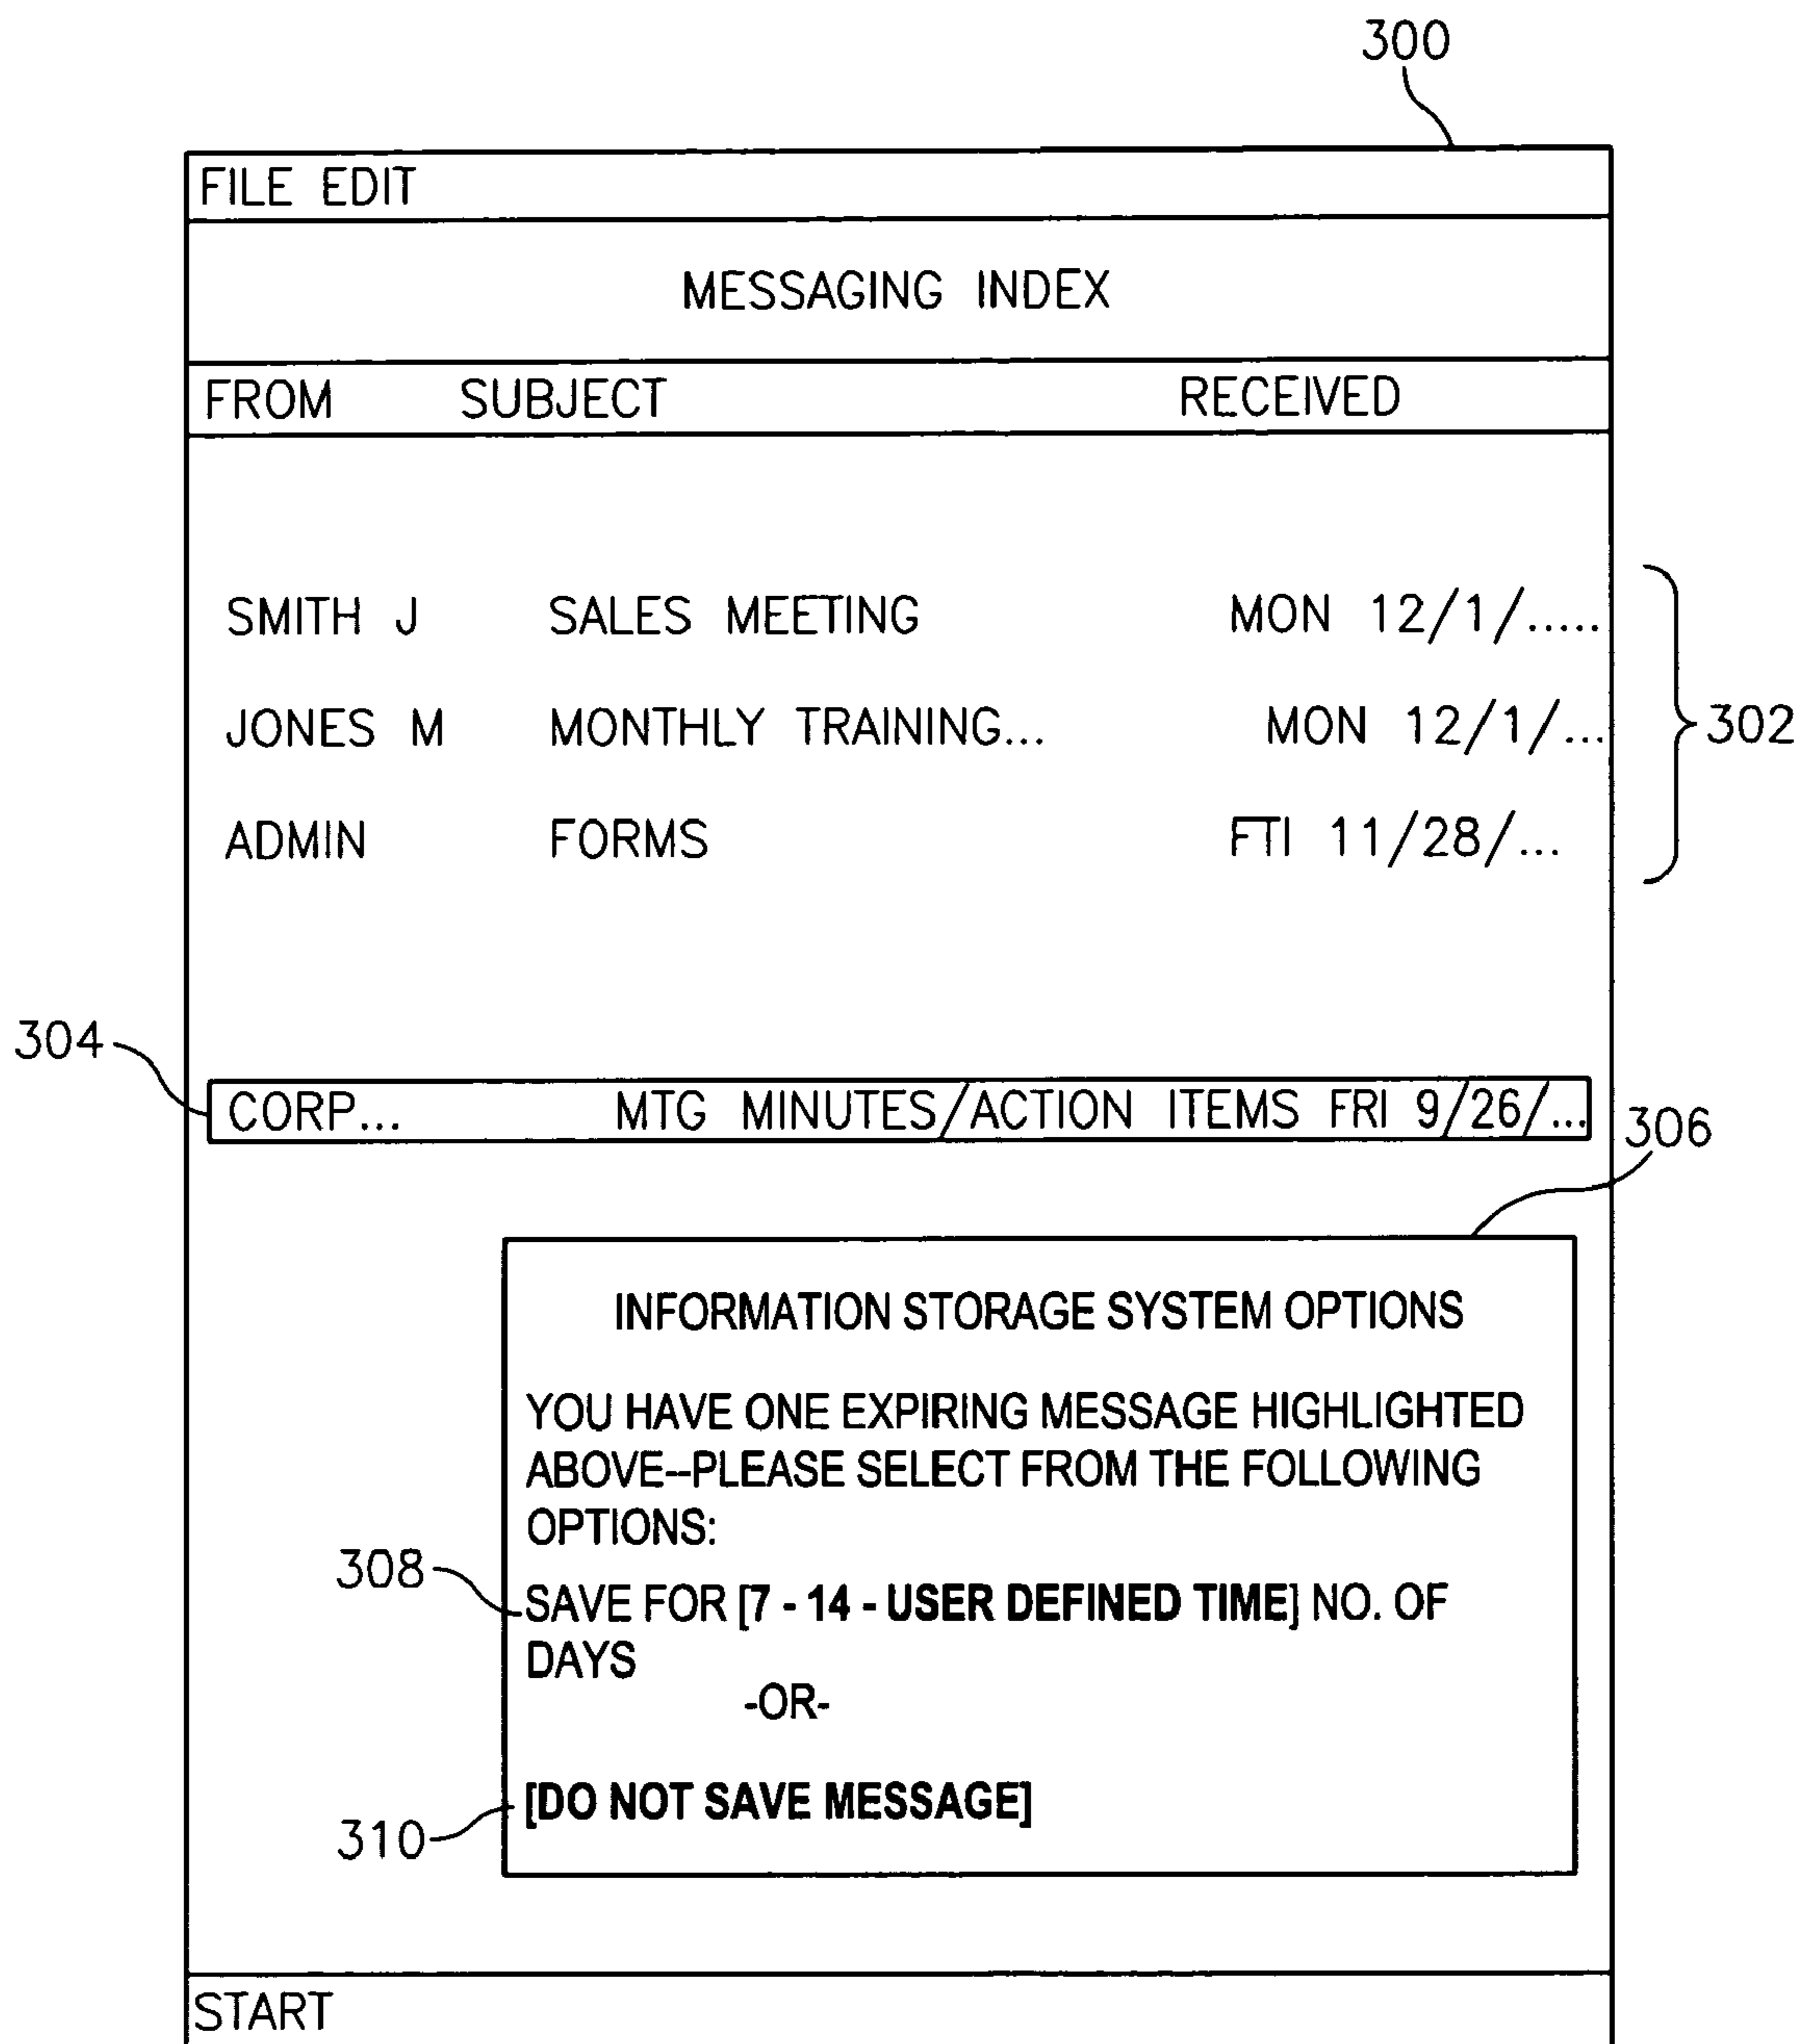 300
FILE EDIT
MESSAGING INDEX
FROM SUBJECT RECEIVED
SMITH J SALES MEETING MON 12/1/.....
JONES M MONTHLY TRAINING... MON 12/1/...
302
ADMIN FORMS FTI 11/28/...
304
CORP... MTG MINUTES/ACTION ITEMS FRI 9/26/...
306
INFORMATION STORAGE SYSTEM OPTIONS
YOU HAVE ONE EXPIRING MESSAGE HIGHLIGHTED
ABOVE--PLEASE SELECT FROM THE FOLLOWING
OPTIONS:
308
SAVE FOR [7 - 14 - USER DEFINED TIME] NO. OF
DAYS
-OR-
[DO NOT SAVE MESSAGE]
310
START